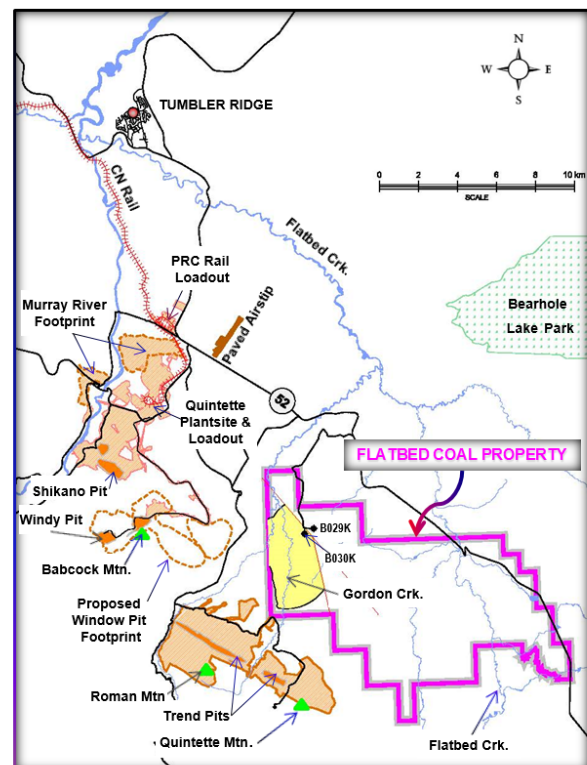 N
W E
S
TUMBLER RIDGE
CN Rail
0 2 4 6 8 10 km
SCALE
Flatbed Crk.
PRC Rail
Loadout
Murray River
Footprint
Paved Airstip
Bearhole
Lake Park
52
Quintette
Plantsite &
Loadout
FLATBED COAL PROPERTY
Shikano Pit
Windy Pit
B029K
B030K
Babcock Mtn.
Gordon Crk.
Proposed
Window Pit
Footprint
Roman Mtn
Trend Pits
Quintette Mtn.
Flatbed Crk.